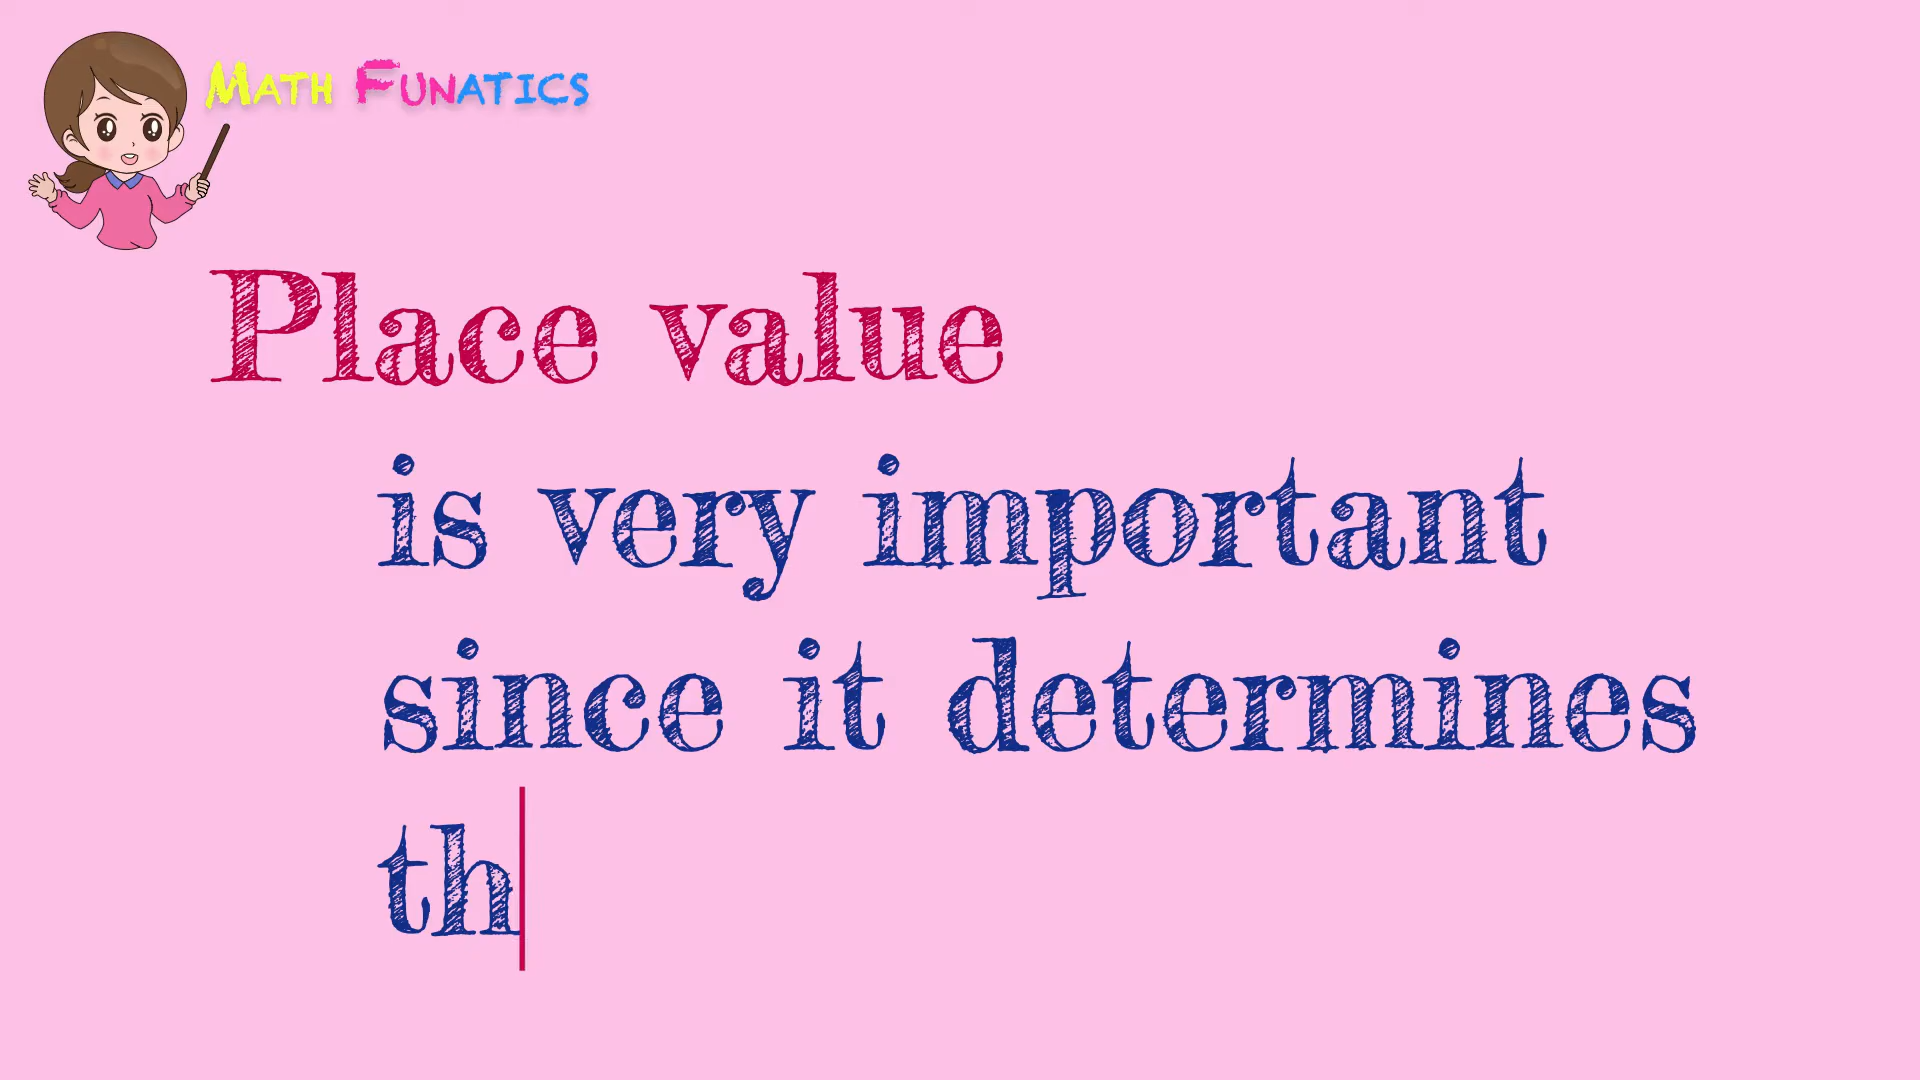 Math Funatics
Place value
is very important
since it determines
th